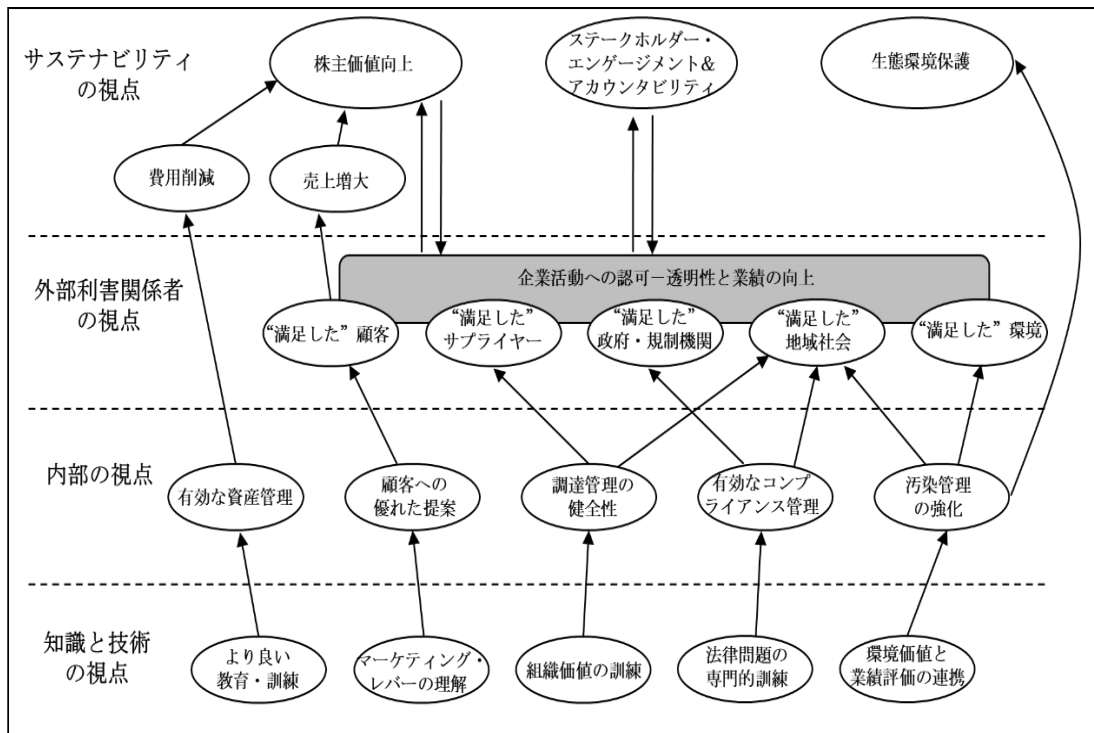 サステナビリティ
の視点
株主価値向上
ステークホルダー・
エンゲージメント＆
アカウンタビリティ
生態環境保護
費用削減
売上増大
外部利害関係者
の視点
企業活動への認可－透明性と業績の向上
“満足した” 顧客
“満足した”
サプライヤー
“満足した”
政府・規制機関
“満足した”
地域社会
“満足した” 環境
内部の視点
有効な資産管理
顧客への
優れた提案
調達管理の
健全性
有効なコンプ
ライアンス管理
汚染管理
の強化
知識と技術
の視点
より良い
教育・訓練
マーケティング・
レバーの理解
組織価値の訓練
法律問題の
専門的訓練
環境価値と
業績評価の連携